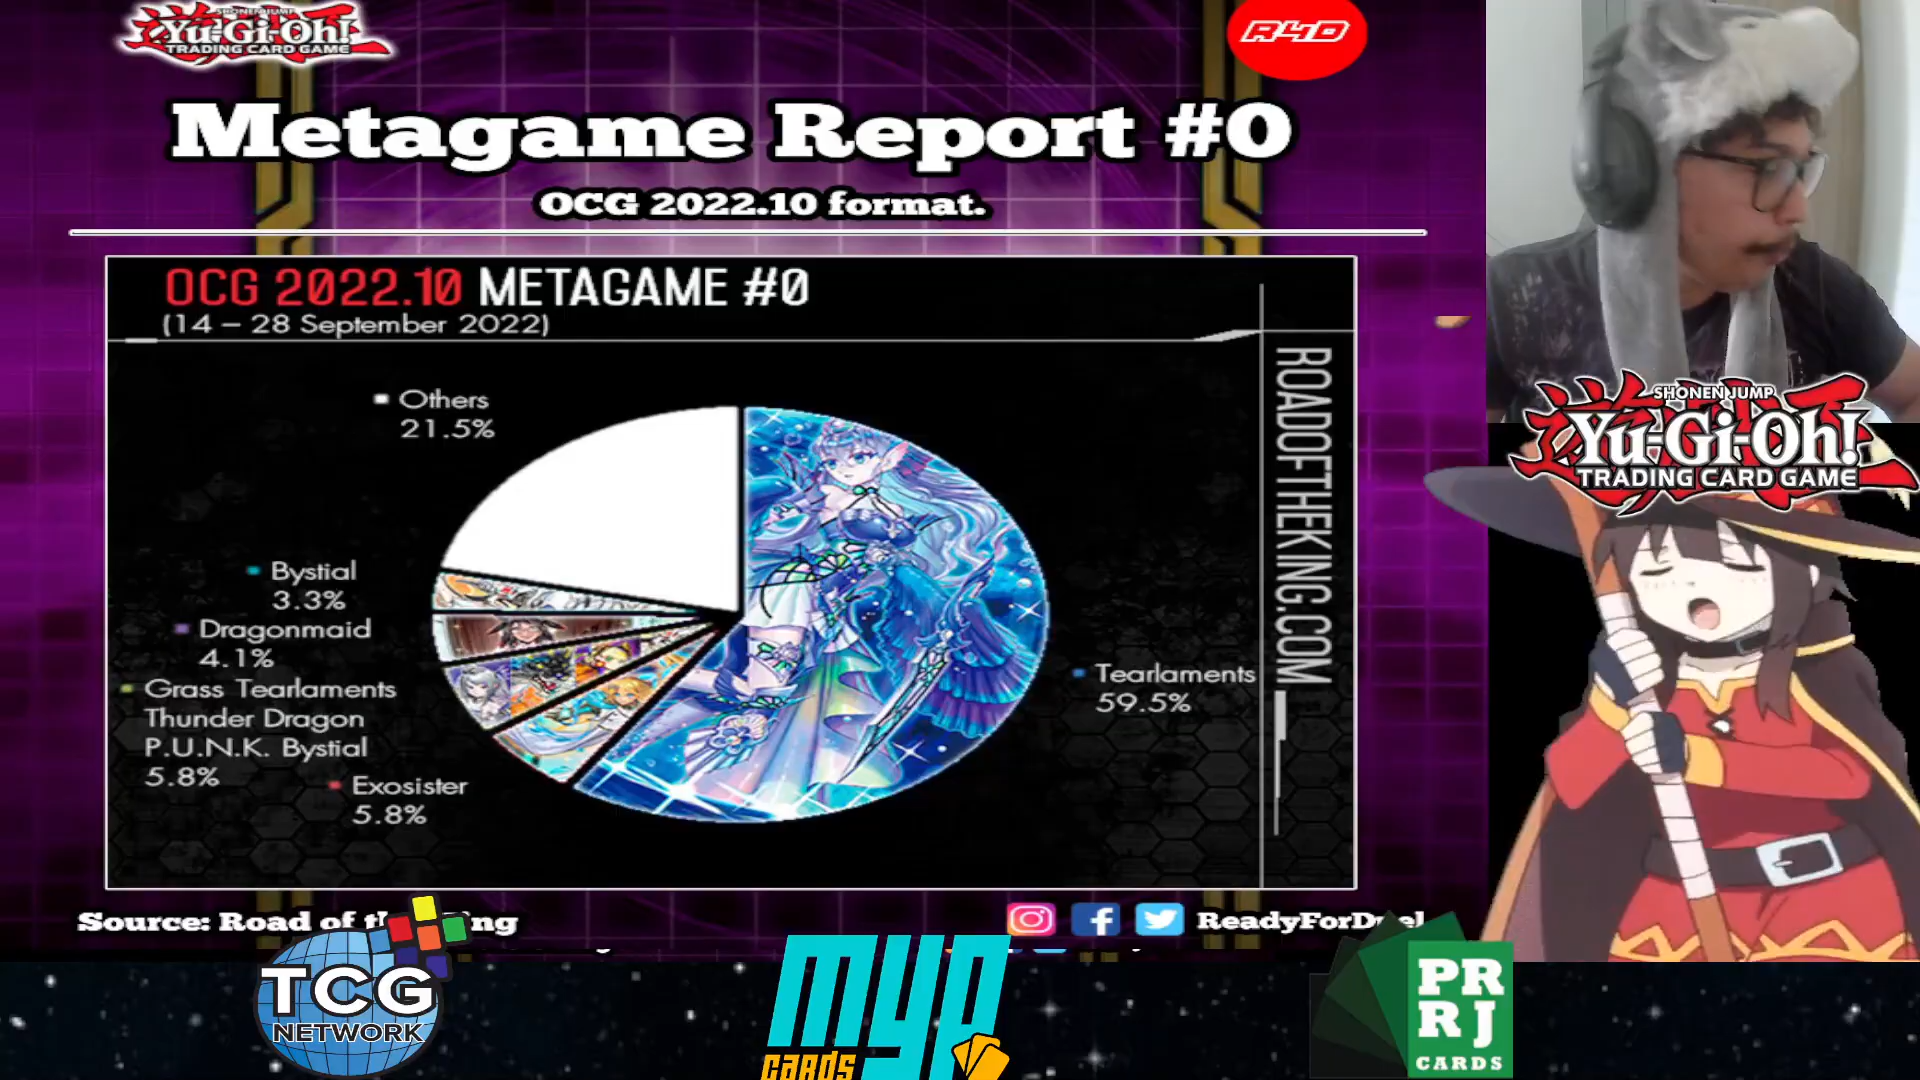 SHONEN JUMP
Yu-Gi-Oh!
TRADING CARD GAME
R4D
Metagame Report #0
OCG 2022.10 format.
OCG 2022.10 METAGAME #0
(14 – 28 September 2022)
ROADOFTHEKING.COM
Others
21.5%
Bystial
3.3%
Dragonmaid
4.1%
Grass Tearlaments
Thunder Dragon
P.U.N.K. Bystial
5.8%
Exosister
5.8%
Tearlaments
59.5%
SHONEN JUMP
Yu-Gi-Oh!
TRADING CARD GAME
Source: Road of
ReadyForDuel
TCG
NETWORK
myp
cards
PR
RJ
CARDS